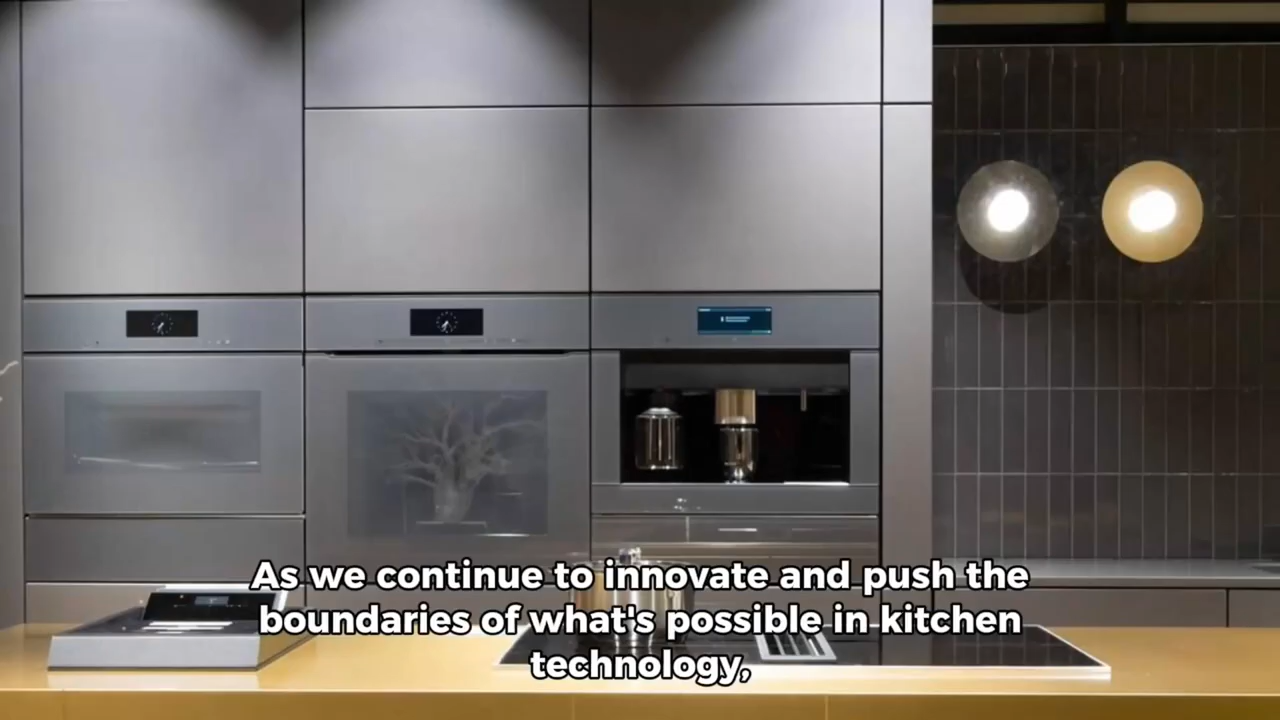 As we continue to innovate and push the
boundaries of what's possible in kitchen
technology,